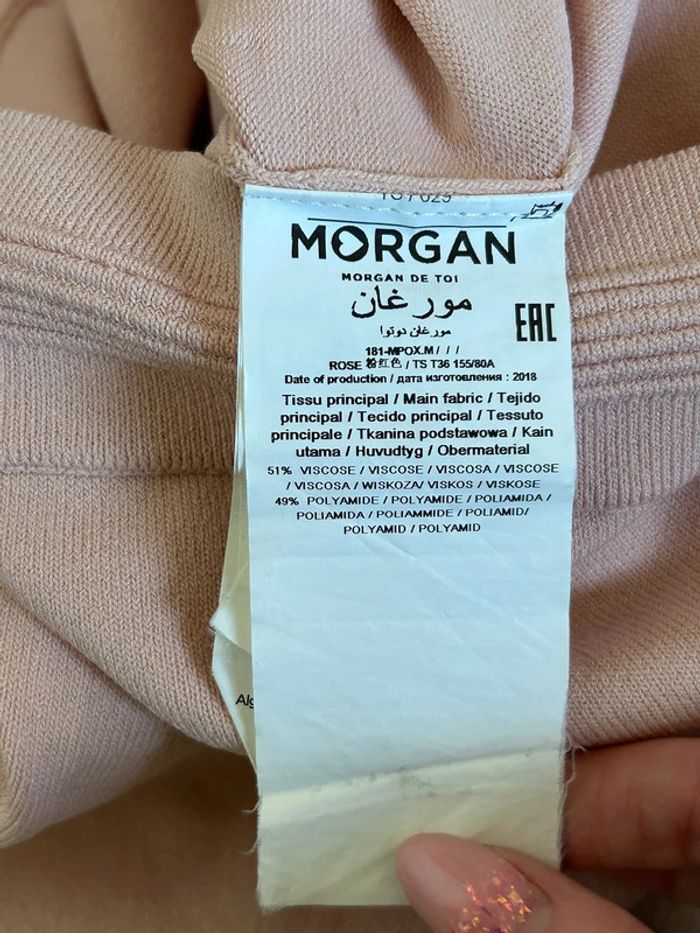 MORGAN
MORGAN DE TOI
مورغان
مورغان دوتوا
EAC
181-MPOX.M / / /
ROSE 粉红色 / TS T36 155/80A
Date of production / дата изготовления : 2018
Tissu principal / Main fabric / Tejido
principal / Tecido principal / Tessuto
principale / Tkanina podstawowa / Kain
utama / Huvudtyg / Obermaterial
51% VISCOSE / VISCOSE / VISCOSA / VISCOSE
/ VISCOSA / WISKOZA/ VISKOS / VISKOSE
49% POLYAMIDE / POLYAMIDE / POLIAMIDA /
POLIAMIDA / POLIAMMIDE / POLIAMID/
POLYAMID / POLYAMID